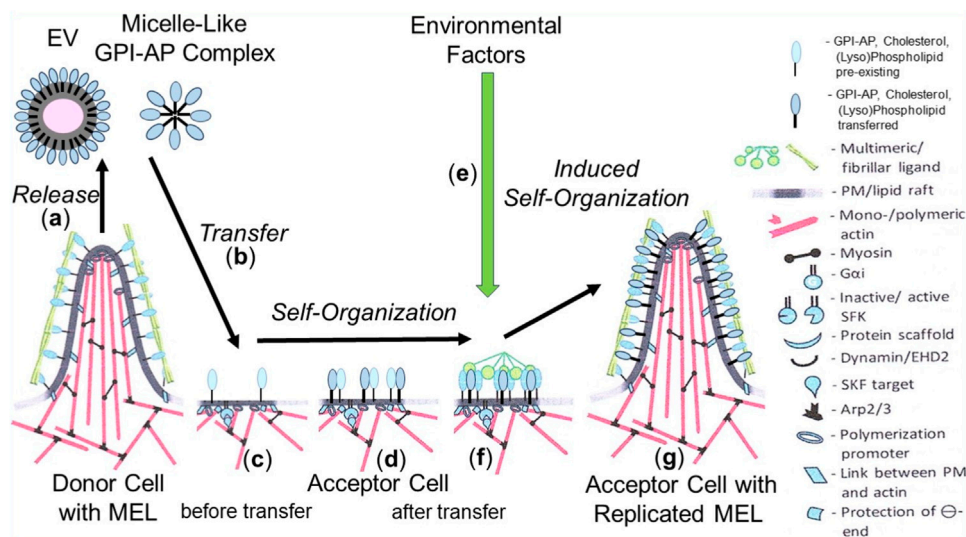 EV
Micelle-Like
GPI-AP Complex
Environmental
Factors
Release
(a)
Transfer
(b)
(e)
Induced
Self-Organization
Self-Organization
(c)
(d)
(f)
(g)
Donor Cell
with MEL
before transfer
Acceptor Cell
after transfer
Acceptor Cell with
Replicated MEL
- GPI-AP, Cholesterol,
(Lyso)Phospholipid
pre-existing
- GPI-AP, Cholesterol,
(Lyso)Phospholipid
transferred
- Multimeric/
fibrillar ligand
- PM/lipid raft
- Mono-/polymeric
actin
- Myosin
- Gαi
- Inactive/ active
SFK
- Protein scaffold
- Dynamin/EHD2
- SKF target
- Arp2/3
- Polymerization
promoter
- Link between PM
and actin
- Protection of ⊖-
end